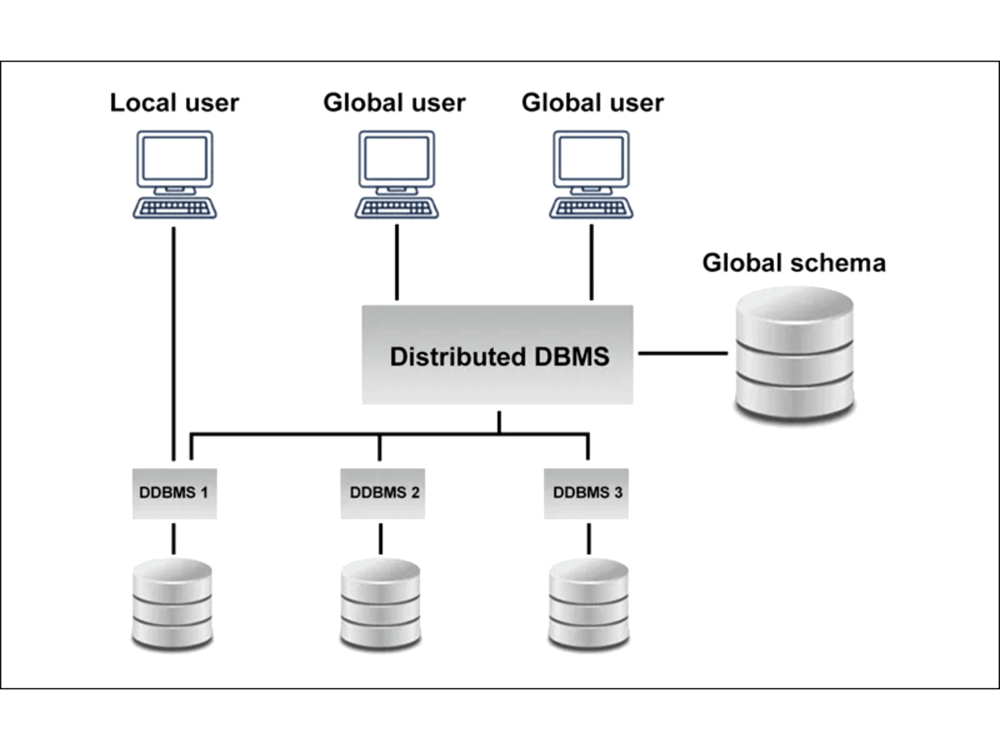 Local user
Global user
Global user
Global schema
Distributed DBMS
DDBMS 1
DDBMS 2
DDBMS 3